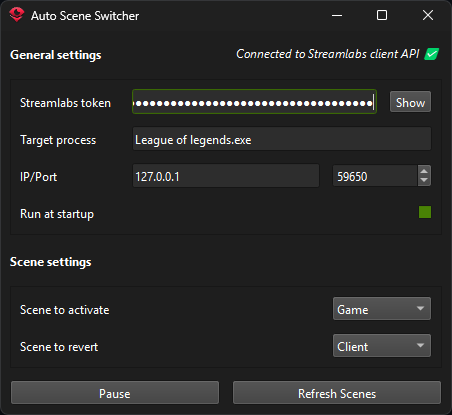 Auto Scene Switcher
General settings
Connected to Streamlabs client API
Streamlabs token ●●●●●●●●●●●●●●●●●●●●●●●●●●●●●●●●●●● Show
Target process League of legends.exe
IP/Port 127.0.0.1 59650
Run at startup
Scene settings
Scene to activate Game
Scene to revert Client
Pause Refresh Scenes